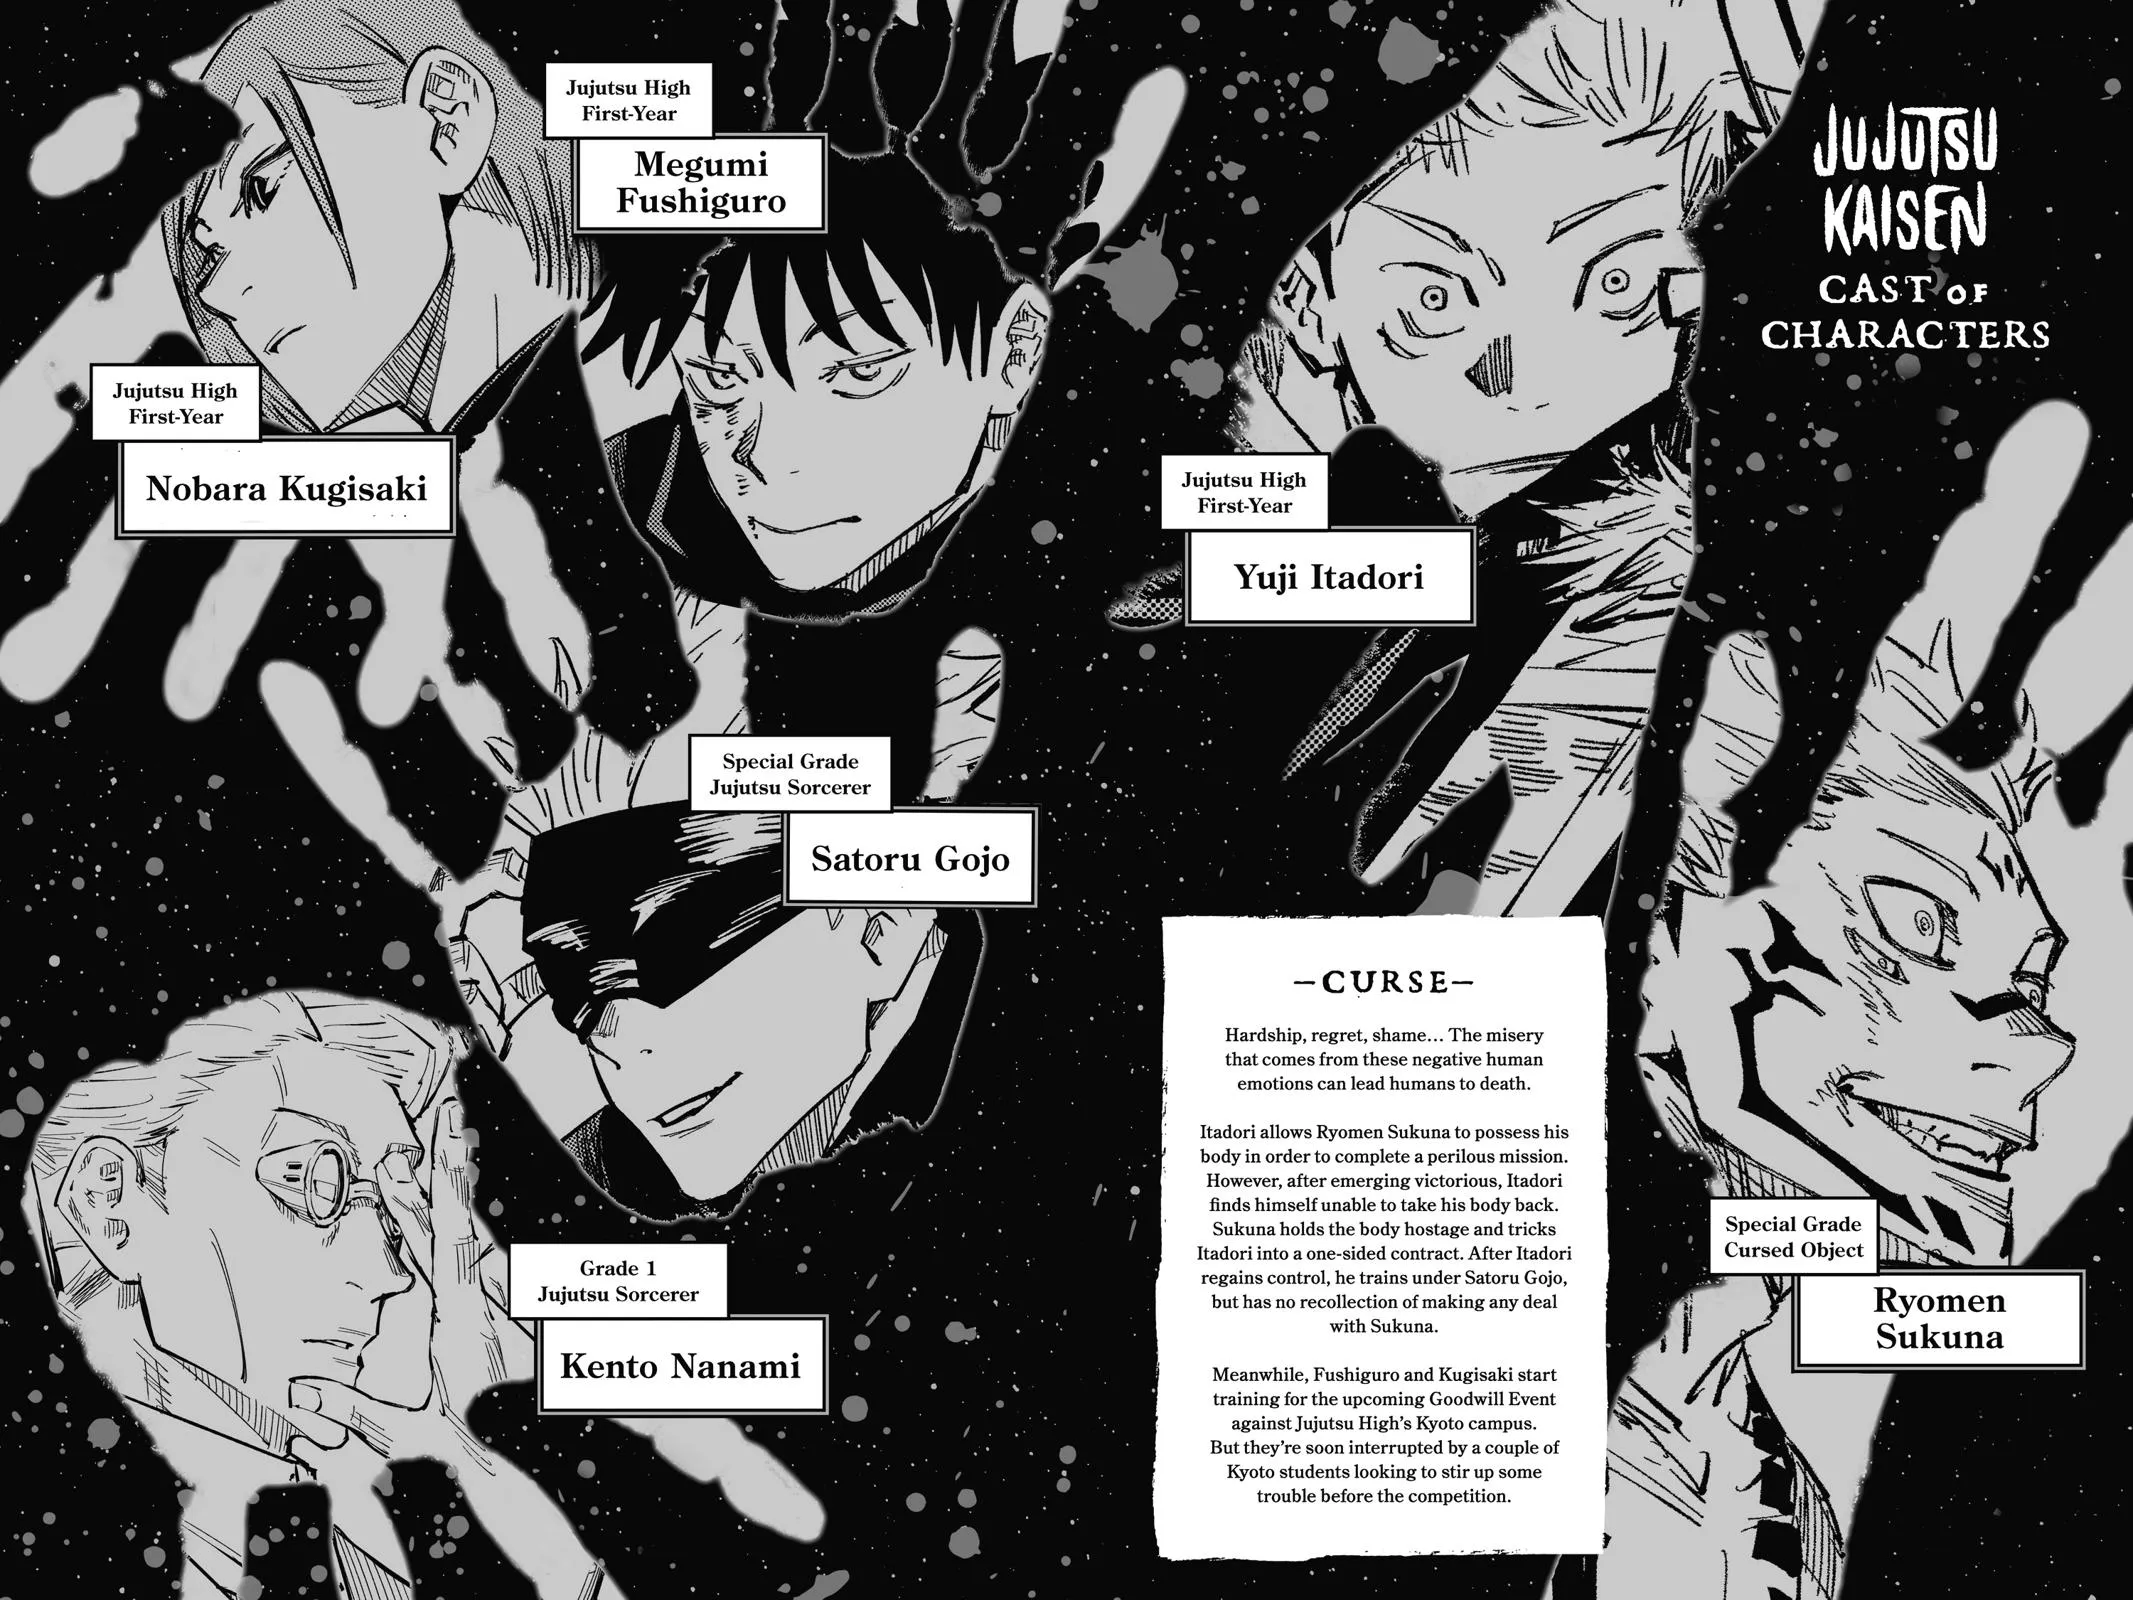 JUJUTSU
KAISEN
CAST OF
CHARACTERS
Jujutsu High
First-Year
Yuji Itadori
Special Grade
Cursed Object
Ryomen
Sukuna
—CURSE—
Hardship, regret, shame... The misery
that comes from these negative human
emotions can lead humans to death.
Itadori allows Ryomen Sukuna to possess his
body in order to complete a perilous mission.
However, after emerging victorious, Itadori
finds himself unable to take his body back.
Sukuna holds the body hostage and tricks
Itadori into a one-sided contract. After Itadori
regains control, he trains under Satoru Gojo,
but has no recollection of making any deal
with Sukuna.
Meanwhile, Fushiguro and Kugisaki start
training for the upcoming Goodwill Event
against Jujutsu High's Kyoto campus.
But they're soon interrupted by a couple of
Kyoto students looking to stir up some
trouble before the competition.
Jujutsu High
First-Year
Megumi
Fushiguro
Jujutsu High
First-Year
Nobara Kugisaki
Special Grade
Jujutsu Sorcerer
Satoru Gojo
Grade 1
Jujutsu Sorcerer
Kento Nanami